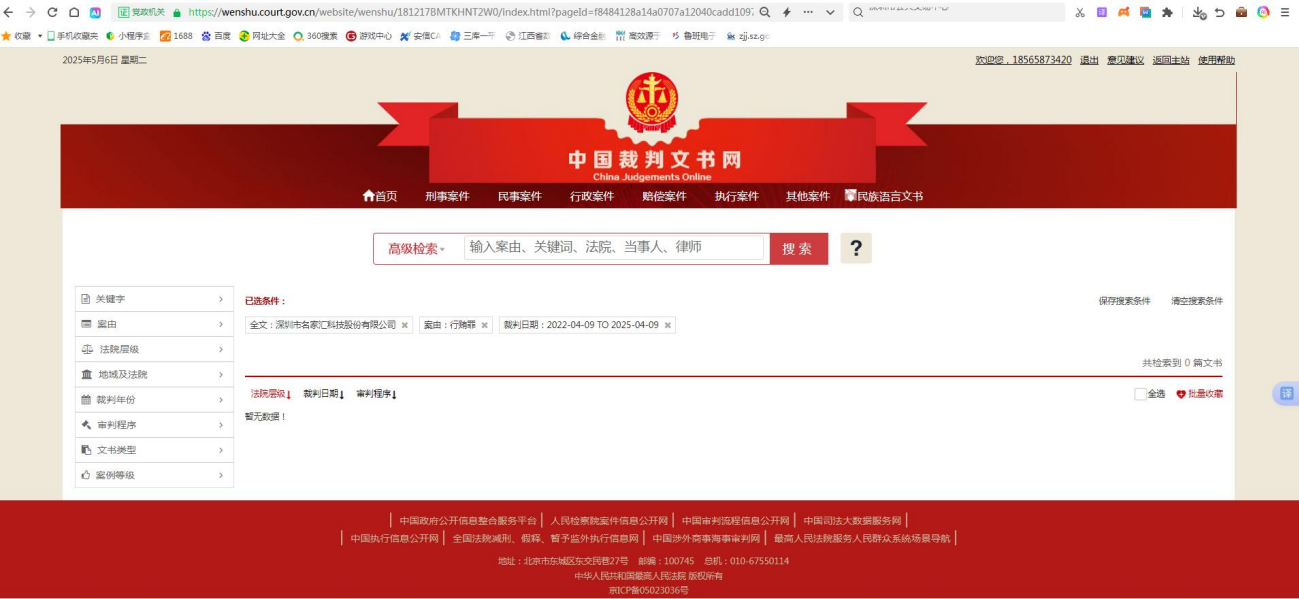 党政机关 https://wenshu.court.gov.cn/website/wenshu/181217BMTKHNT2W0/index.html?pageId=f8484128a14a0707a12040cadd1097
收藏 手机收藏夹 1688 百度 网址大全 360搜索 游戏中心 zjj.sz.go
2025年5月6日 星期二
欢迎您，18565873420 退出 意见建议 返回主站 使用帮助
中国裁判文书网
China Judgements Online
首页 刑事案件 民事案件 行政案件 赔偿案件 执行案件 其他案件 民族语言文书
高级检索 输入案由、关键词、法院、当事人、律师 搜索 ?
关键字
案由
法院层级
地域及法院
裁判年份
审判程序
文书类型
案例等级
已选条件：
保存搜索条件 清空搜索条件
全文：深圳市名家汇科技股份有限公司 × 案由：行贿罪 × 裁判日期：2022-04-09 TO 2025-04-09 ×
共检索到 0 篇文书
法院层级↓ 裁判日期↓ 审判程序↓
全选 批量收藏
暂无数据！
译
中国政府公开信息整合服务平台 | 人民检察院案件信息公开网 | 中国审判流程信息公开网 | 中国司法大数据服务网
中国执行信息公开网 | 全国法院减刑、假释、暂予监外执行信息网 | 中国涉外商事海事审判网 | 最高人民法院服务人民群众系统场景导航
地址：北京市东城区东交民巷27号 邮编：100745 总机：010-67550114
中华人民共和国最高人民法院 版权所有
京ICP备05023036号